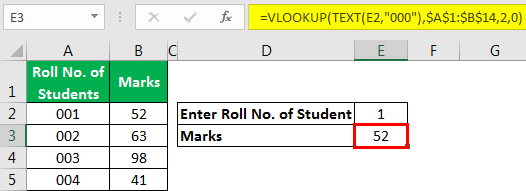 E3 =VLOOKUP(TEXT(E2,"000"),$A$1:$B$14,2,0)
A B C D E F G
1 Roll No. of Students Marks
2 001 52 Enter Roll No. of Student 1
3 002 63 Marks 52
4 003 98
5 004 41